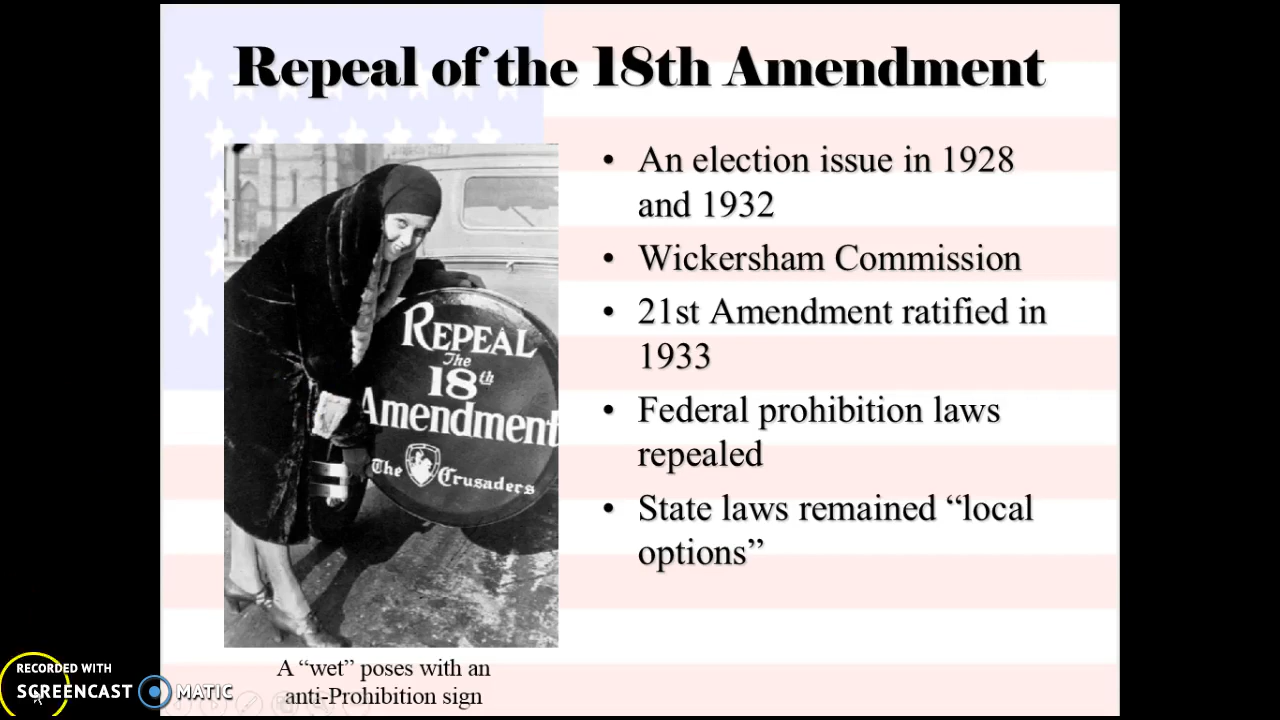 Repeal of the 18th Amendment
REPEAL
The
18th
Amendment
The Crusaders
• An election issue in 1928
and 1932
• Wickersham Commission
• 21st Amendment ratified in
1933
• Federal prohibition laws
repealed
• State laws remained “local
options”
A “wet” poses with an
anti-Prohibition sign
RECORDED WITH
SCREENCAST MATIC